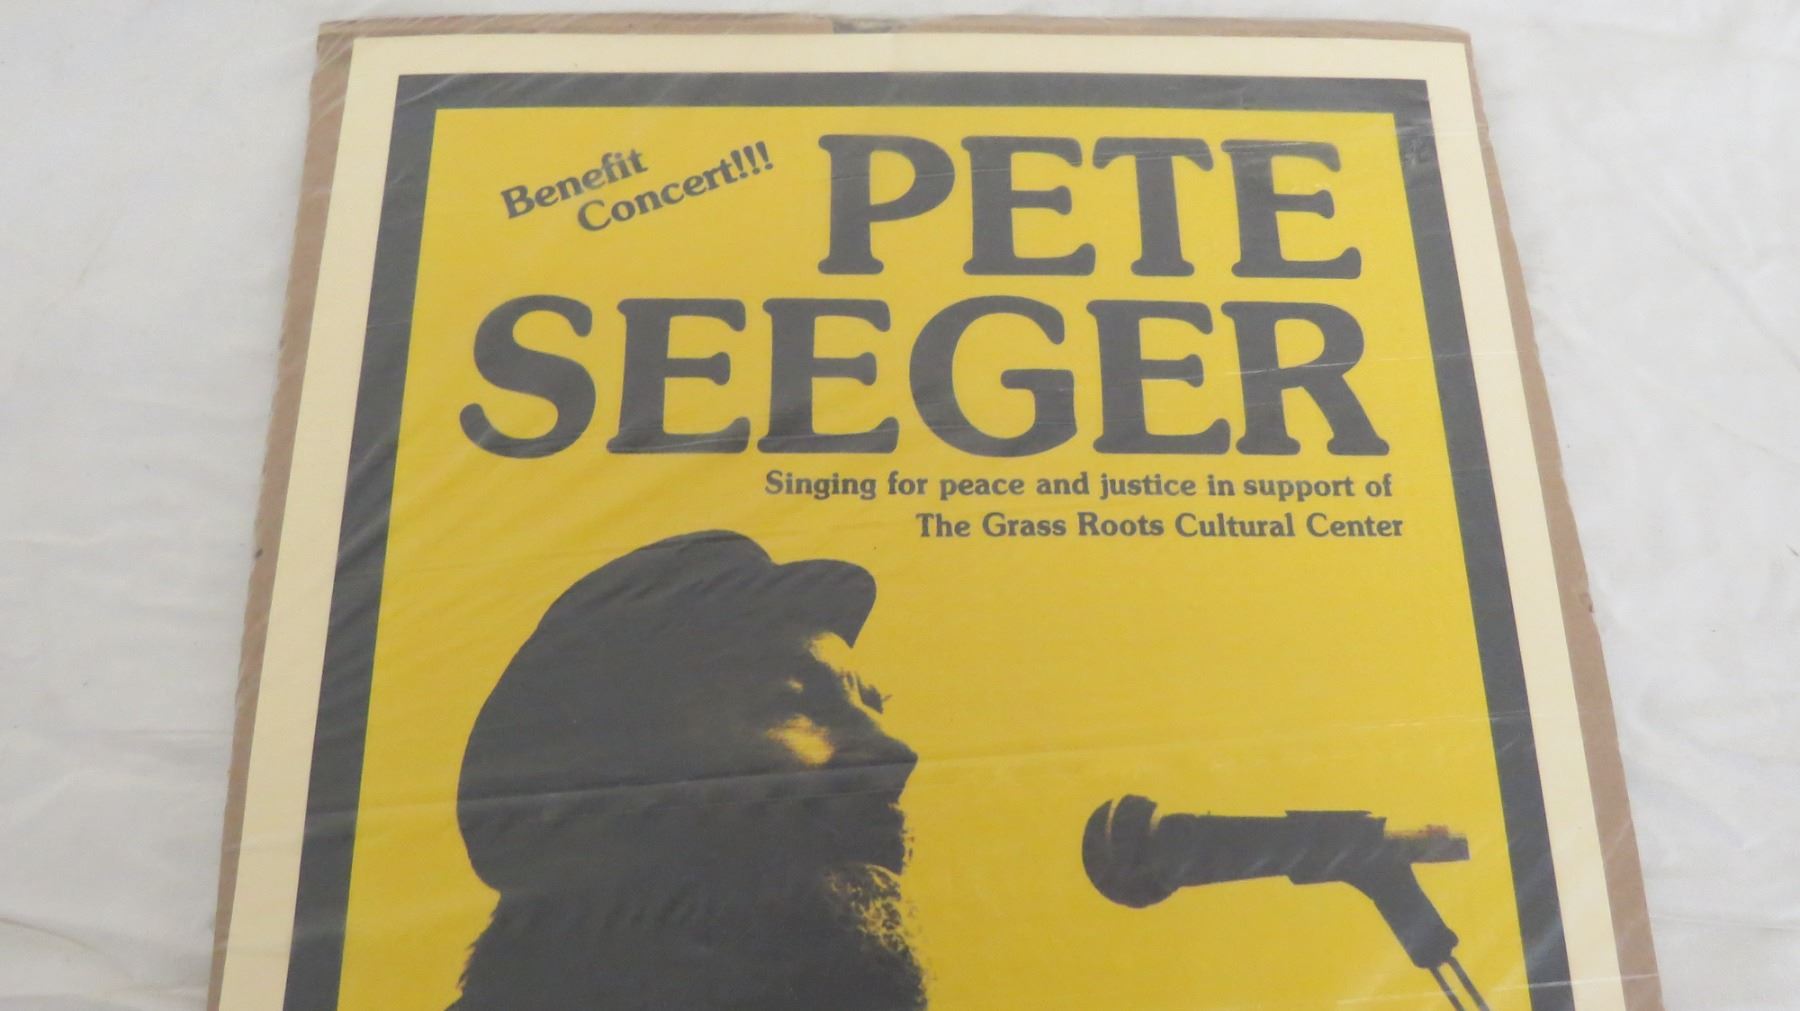 Benefit
Concert!!!
PETE
SEEGER
Singing for peace and justice in support of
The Grass Roots Cultural Center